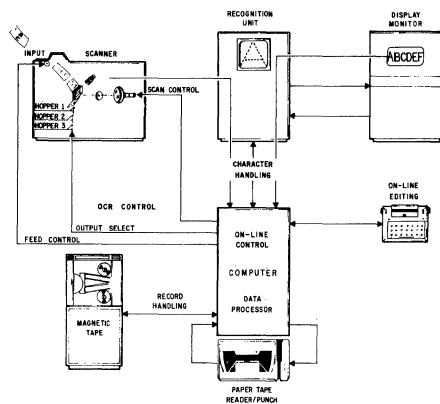 RECOGNITION
UNIT
DISPLAY
MONITOR
INPUT
SCANNER
ABCDEF
SCAN CONTROL
HOPPER 1
HOPPER 2
HOPPER 3
CHARACTER
HANDLING
ON-LINE
EDITING
OCR CONTROL
OUTPUT SELECT
FEED CONTROL
ON-LINE
CONTROL
COMPUTER
DATA
PROCESSOR
RECORD
HANDLING
MAGNETIC
TAPE
PAPER TAPE
READER/PUNCH